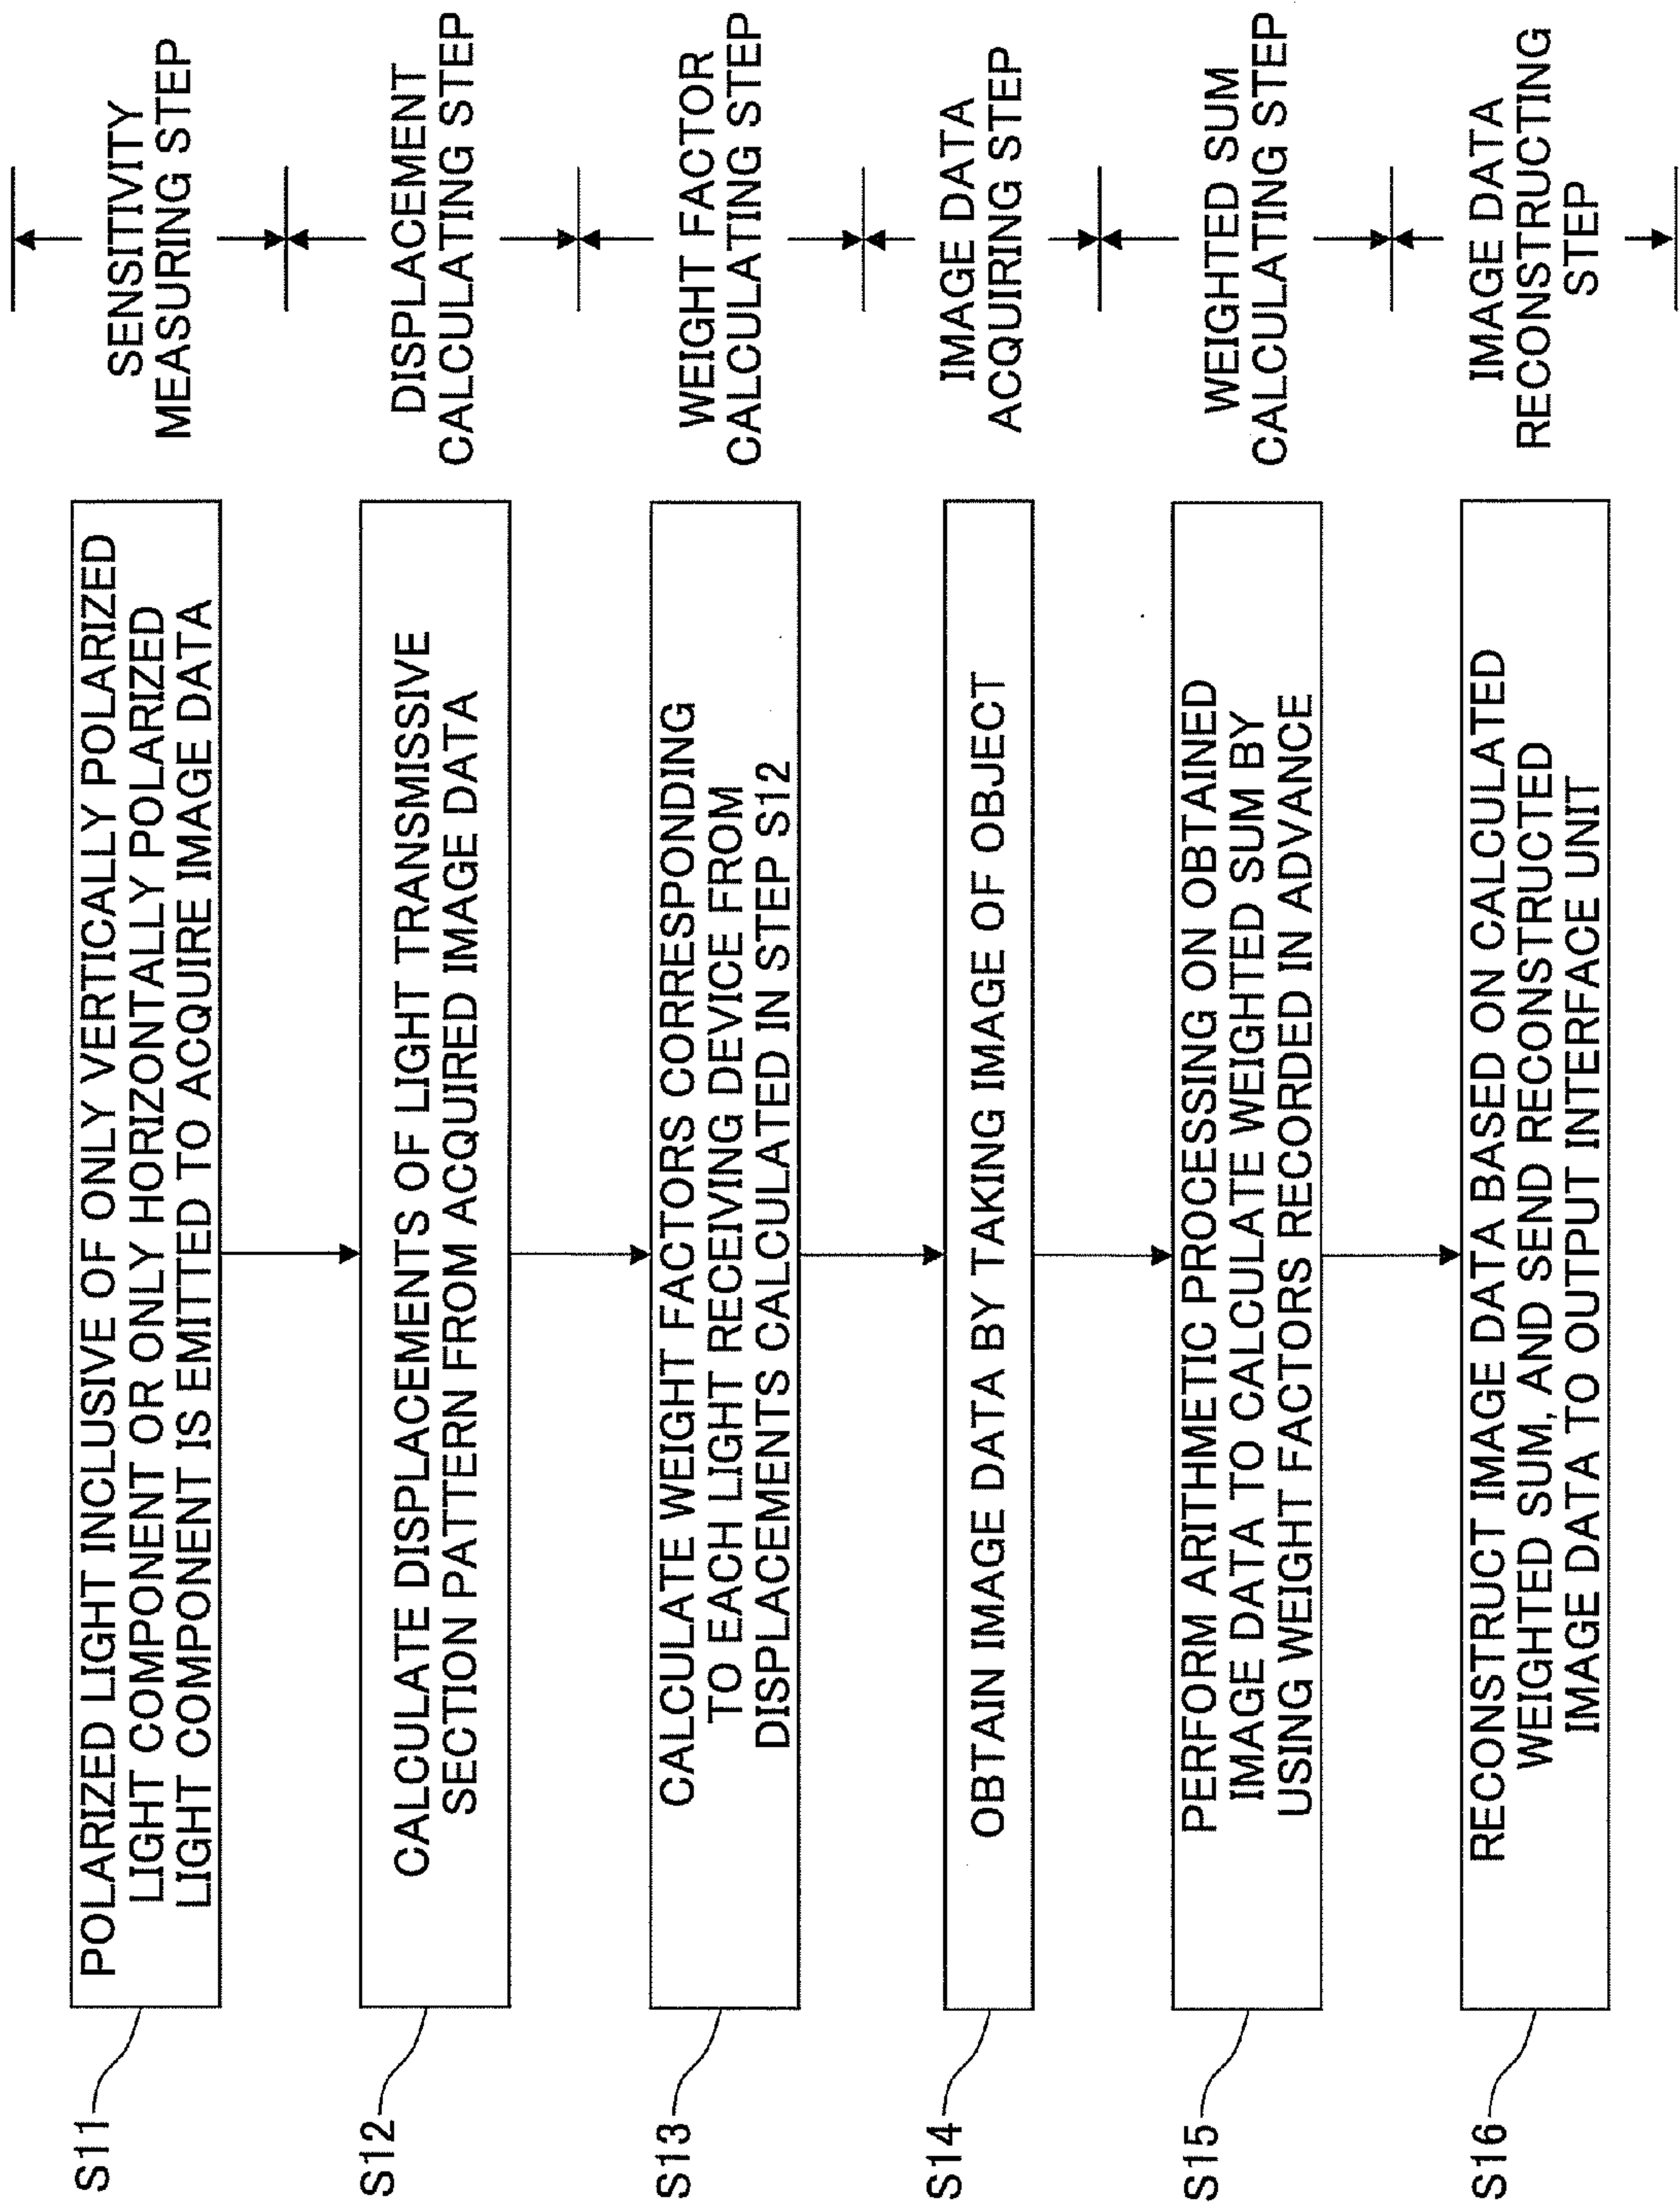 S11
POLARIZED LIGHT INCLUSIVE OF ONLY VERTICALLY POLARIZED
LIGHT COMPONENT OR ONLY HORIZONTALLY POLARIZED
LIGHT COMPONENT IS EMITTED TO ACQUIRE IMAGE DATA
SENSITIVITY
MEASURING STEP
S12
CALCULATE DISPLACEMENTS OF LIGHT TRANSMISSIVE
SECTION PATTERN FROM ACQUIRED IMAGE DATA
DISPLACEMENT
CALCULATING STEP
S13
CALCULATE WEIGHT FACTORS CORRESPONDING
TO EACH LIGHT RECEIVING DEVICE FROM
DISPLACEMENTS CALCULATED IN STEP S12
WEIGHT FACTOR
CALCULATING STEP
S14
OBTAIN IMAGE DATA BY TAKING IMAGE OF OBJECT
IMAGE DATA
ACQUIRING STEP
S15
PERFORM ARITHMETIC PROCESSING ON OBTAINED
IMAGE DATA TO CALCULATE WEIGHTED SUM BY
USING WEIGHT FACTORS RECORDED IN ADVANCE
WEIGHTED SUM
CALCULATING STEP
S16
RECONSTRUCT IMAGE DATA BASED ON CALCULATED
WEIGHTED SUM, AND SEND RECONSTRUCTED
IMAGE DATA TO OUTPUT INTERFACE UNIT
IMAGE DATA
RECONSTRUCTING
STEP